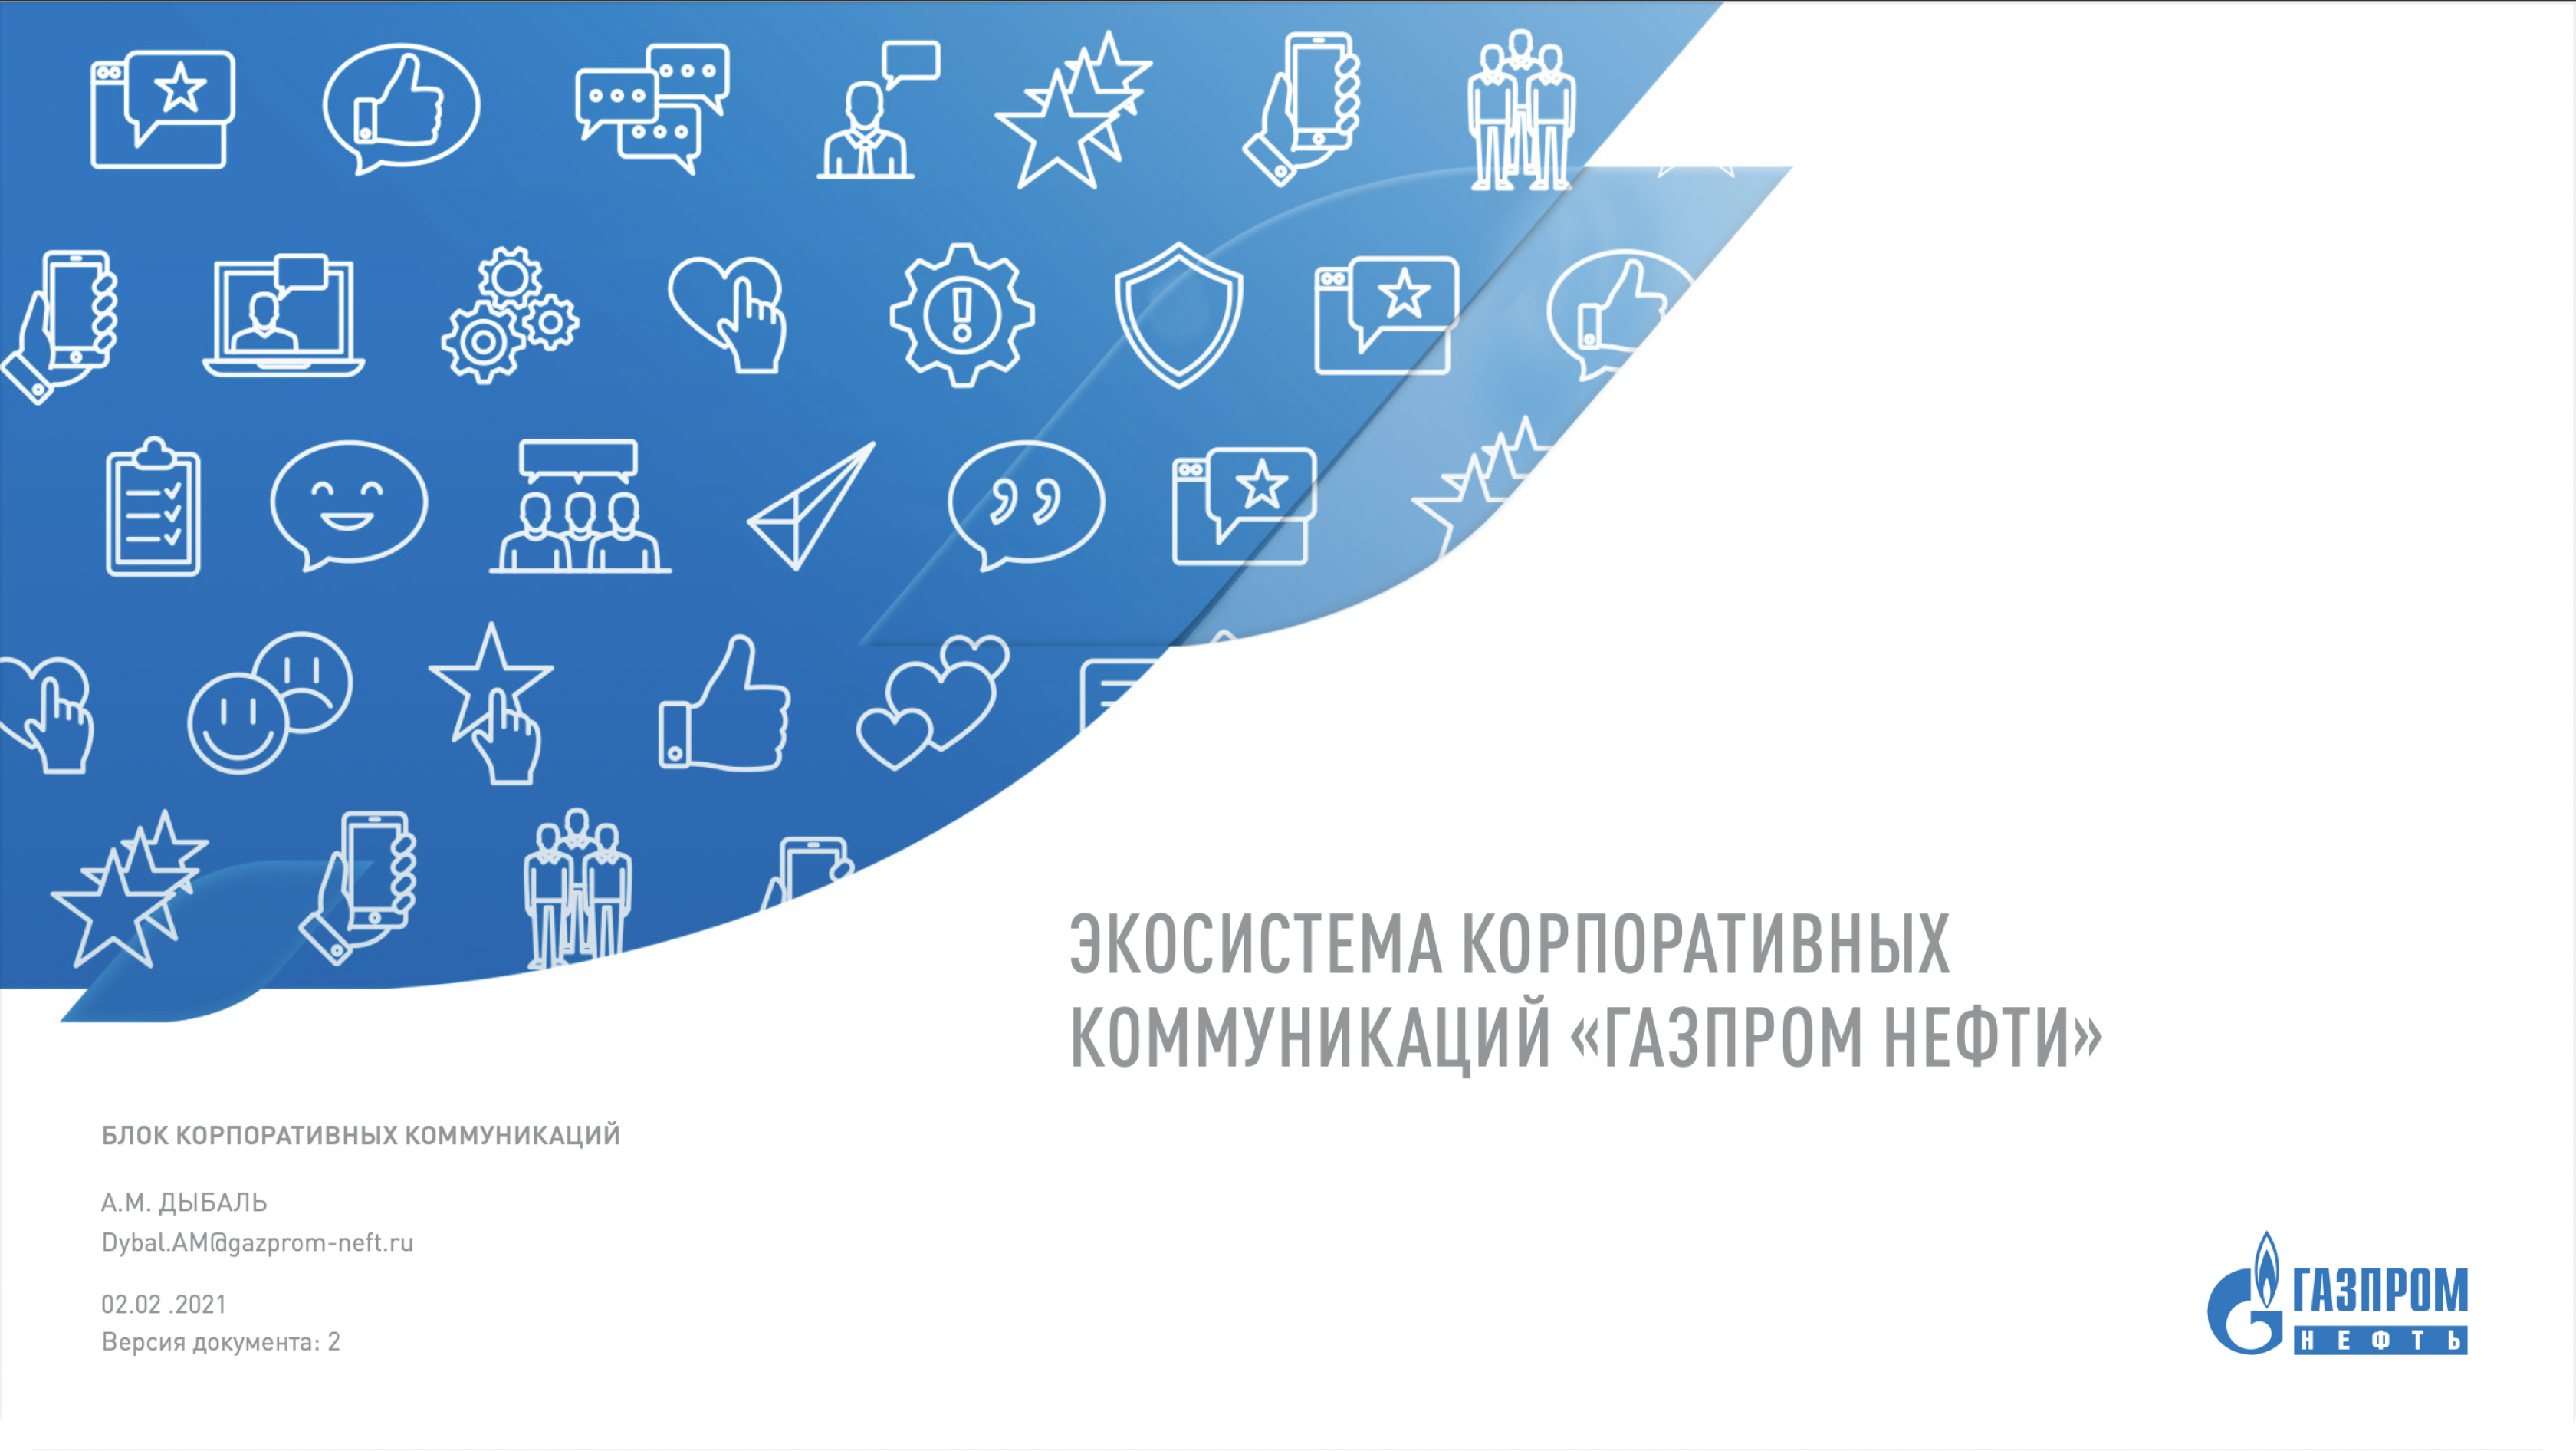 ЭКОСИСТЕМА КОРПОРАТИВНЫХ
КОММУНИКАЦИЙ «ГАЗПРОМ НЕФТИ»
БЛОК КОРПОРАТИВНЫХ КОММУНИКАЦИЙ
А.М. ДЫБАЛЬ
Dybal.AM@gazprom-neft.ru
02.02 .2021
Версия документа: 2
ГАЗПРОМ
НЕФТЬ